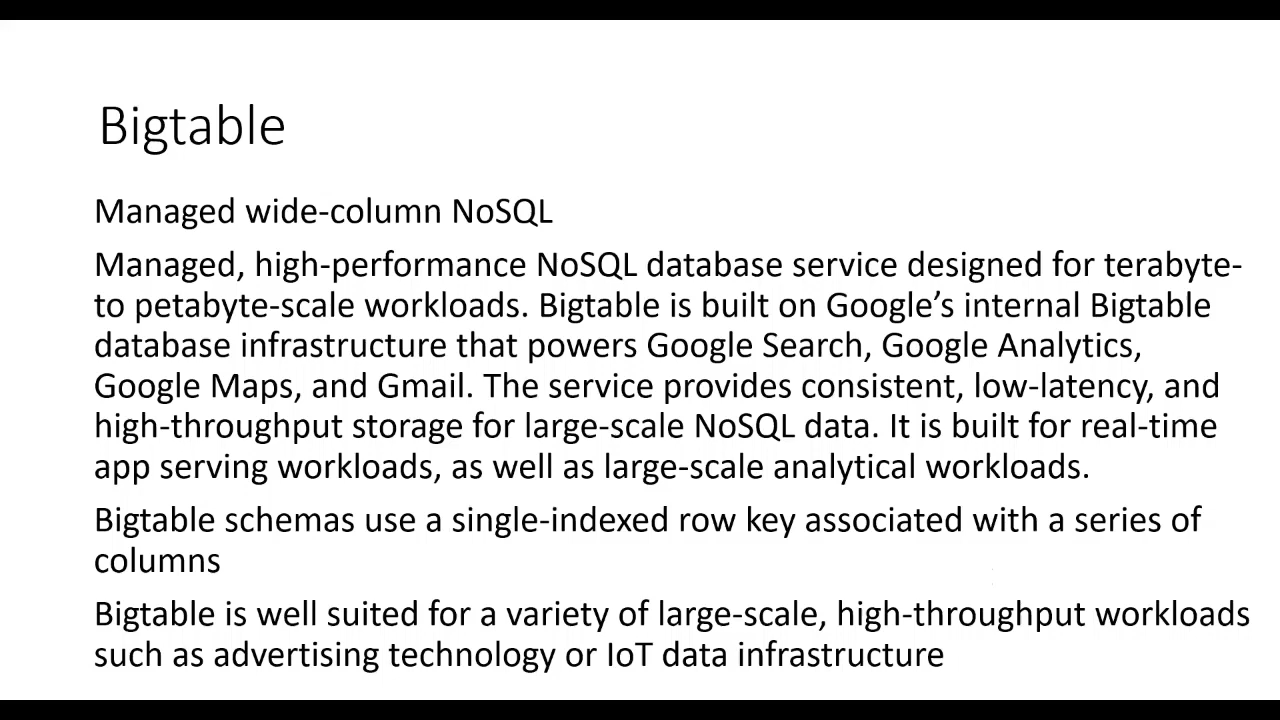 Bigtable
Managed wide-column NoSQL
Managed, high-performance NoSQL database service designed for terabyte-
to petabyte-scale workloads. Bigtable is built on Google’s internal Bigtable
database infrastructure that powers Google Search, Google Analytics,
Google Maps, and Gmail. The service provides consistent, low-latency, and
high-throughput storage for large-scale NoSQL data. It is built for real-time
app serving workloads, as well as large-scale analytical workloads.
Bigtable schemas use a single-indexed row key associated with a series of
columns
Bigtable is well suited for a variety of large-scale, high-throughput workloads
such as advertising technology or IoT data infrastructure